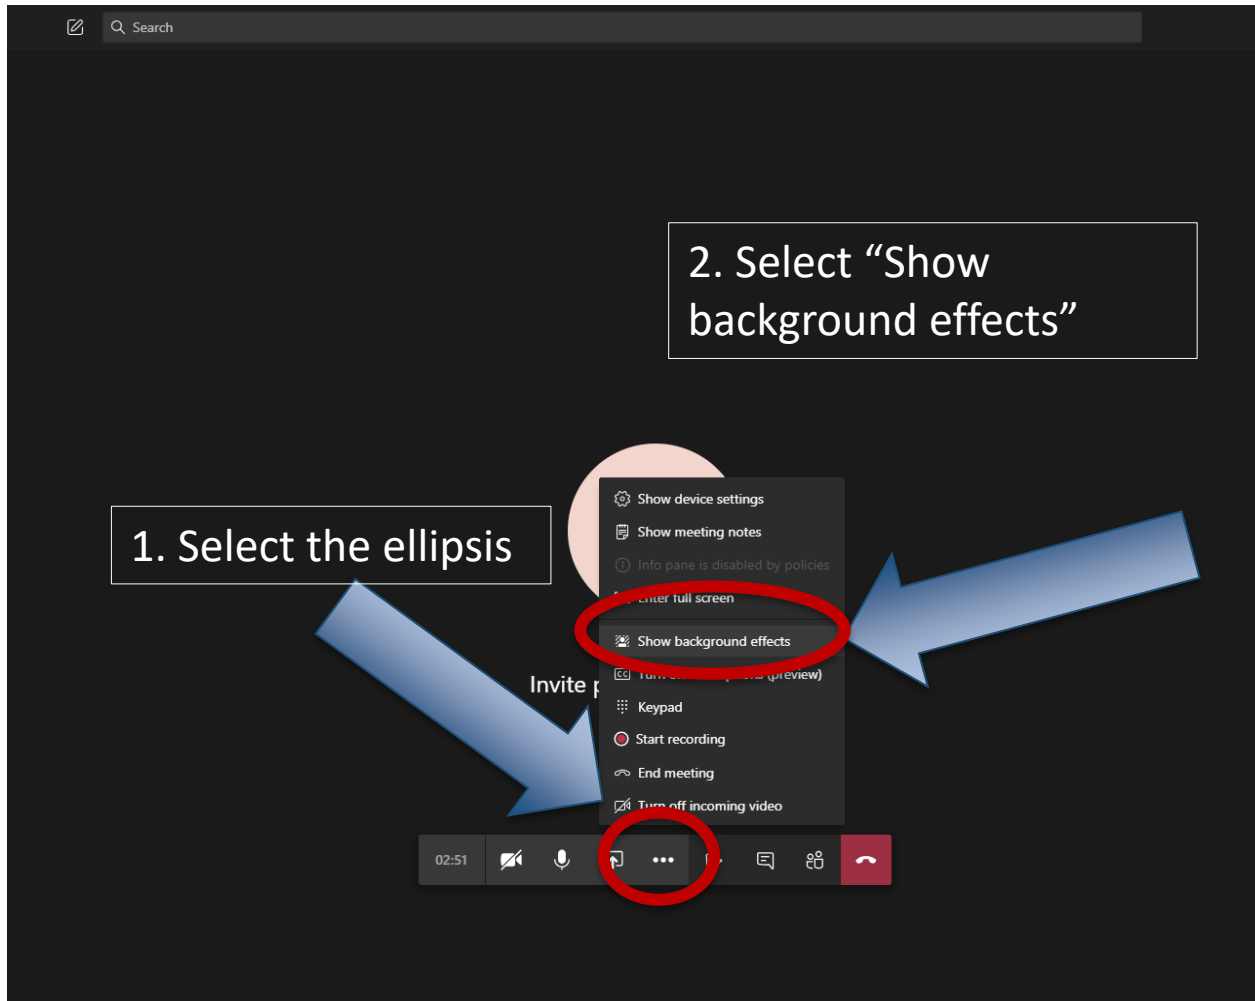 Search
2. Select “Show
background effects”
1. Select the ellipsis
Show device settings
Show meeting notes
Info pane is disabled by policies
Enter full screen
Show background effects
Invite
CC Turn (preview)
Keypad
Start recording
End meeting
Turn off incoming video
02:51